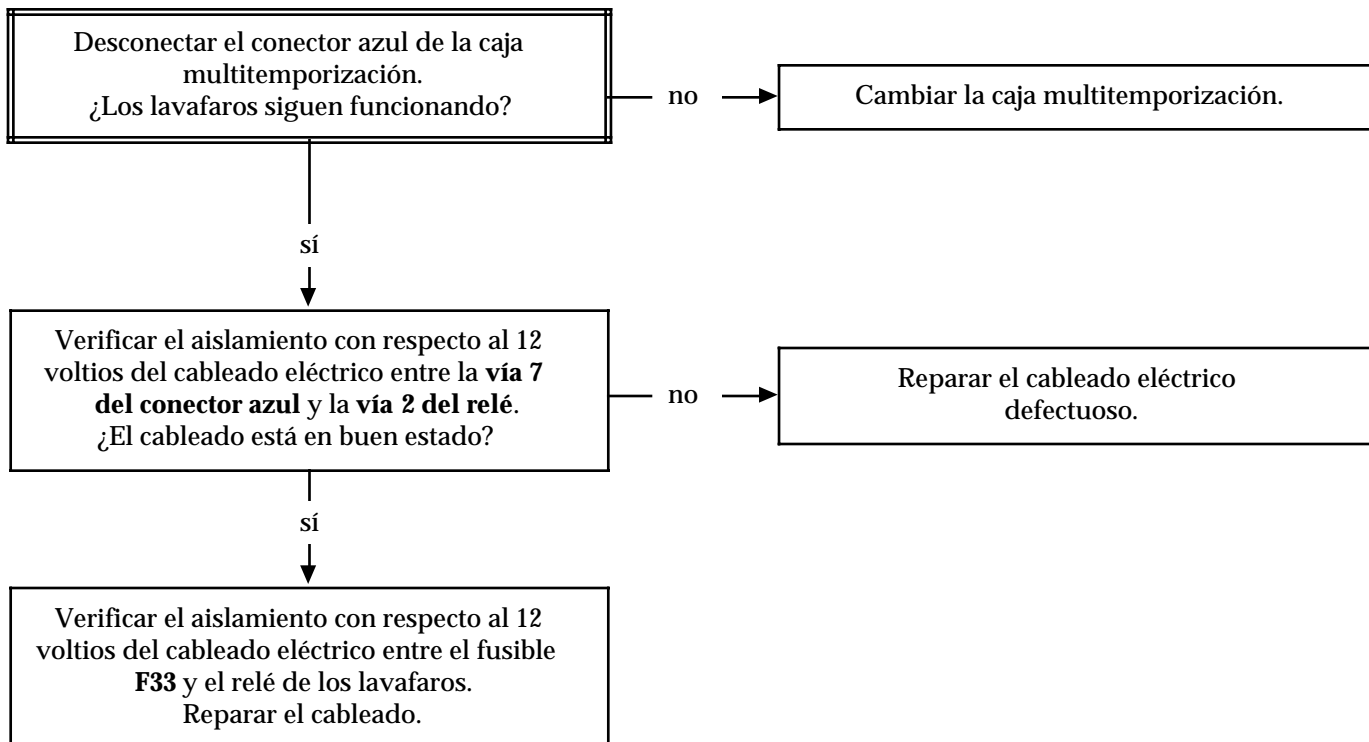 Desconectar el conector azul de la caja
multitemporización.
¿Los lavafaros siguen funcionando?
no
Cambiar la caja multitemporización.
sí
Verificar el aislamiento con respecto al 12
voltios del cableado eléctrico entre la vía 7
del conector azul y la vía 2 del relé.
¿El cableado está en buen estado?
no
Reparar el cableado eléctrico
defectuoso.
sí
Verificar el aislamiento con respecto al 12
voltios del cableado eléctrico entre el fusible
F33 y el relé de los lavafaros.
Reparar el cableado.